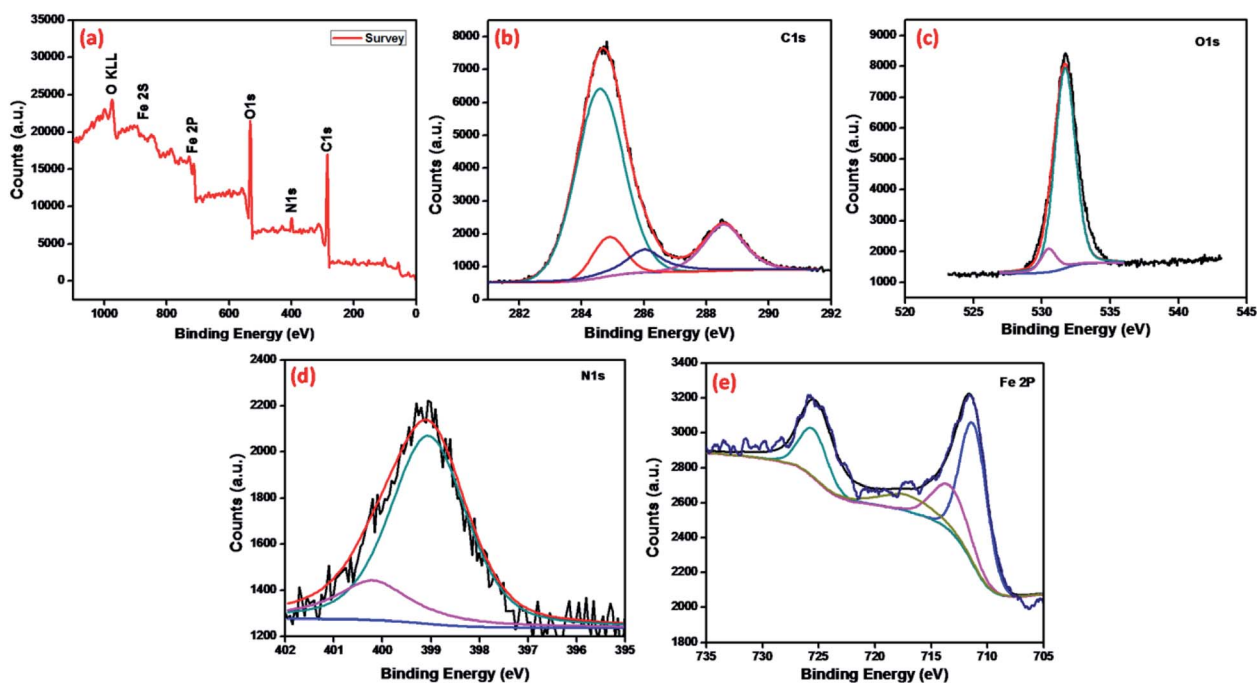 (a)
Survey
O KLL
Fe 2S
Fe 2P
O1s
N1s
C1s
Counts (a.u.)
35000
30000
25000
20000
15000
10000
5000
0
1000 800 600 400 200 0
Binding Energy (eV)
(b)
C1s
Counts (a.u.)
8000
7000
6000
5000
4000
3000
2000
1000
0
282 284 286 288 290 292
Binding Energy (eV)
(c)
O1s
Counts (a.u.)
9000
8000
7000
6000
5000
4000
3000
2000
1000
520 525 530 535 540 545
Binding Energy (eV)
(d)
N1s
Counts (a.u.)
2400
2200
2000
1800
1600
1400
1200
402 401 400 399 398 397 396 395
Binding Energy (eV)
(e)
Fe 2P
Counts (a.u.)
3400
3200
3000
2800
2600
2400
2200
2000
1800
735 730 725 720 715 710 705
Binding Energy (eV)